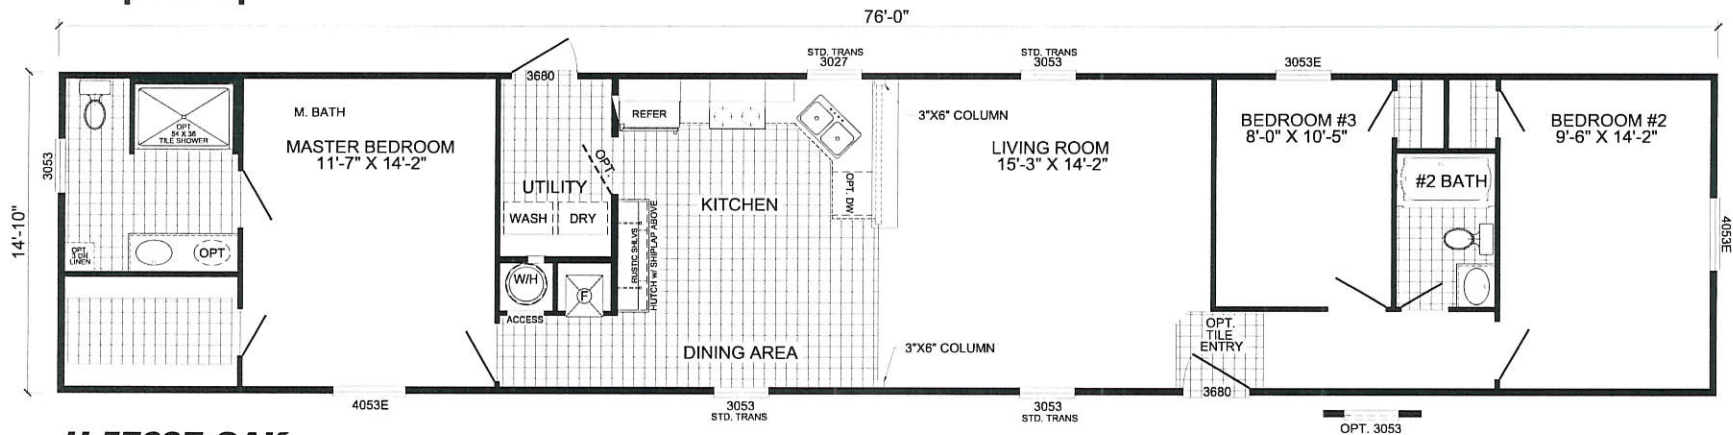 76'-0"
14'-10"
3680
STD. TRANS
3027
STD. TRANS
3053
3053E
3053
OPT
54 X 36
TILE SHOWER
M. BATH
MASTER BEDROOM
11'-7" X 14'-2"
OPT
OPT
LINEN
UTILITY
WASH
DRY
OPT.
W/H
ACCESS
F
REFER
RUSTIC SHLVS
HUTCH w/ SHIPLAP ABOVE
KITCHEN
OPT. DW
DINING AREA
3"X6" COLUMN
3"X6" COLUMN
LIVING ROOM
15'-3" X 14'-2"
OPT.
TILE
ENTRY
BEDROOM #3
8'-0" X 10'-5"
#2 BATH
BEDROOM #2
9'-6" X 14'-2"
4053E
4053E
3053
STD. TRANS
3053
STD. TRANS
3680
OPT. 3053